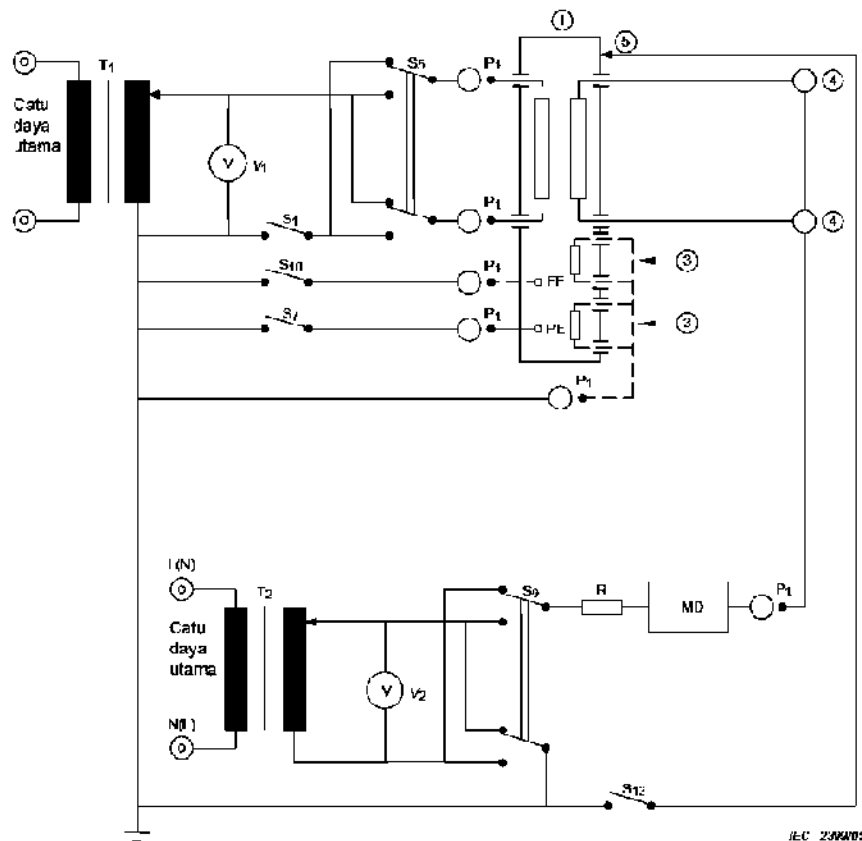 T1
Catu
daya
utama
V
V1
S1
S10
S7
S5
P1
P1
P1
P1
P1
1
5
4
4
3
3
FE
PE
L(N)
T2
Catu
daya
utama
N(L)
V
V2
S9
R
MD
P1
S12